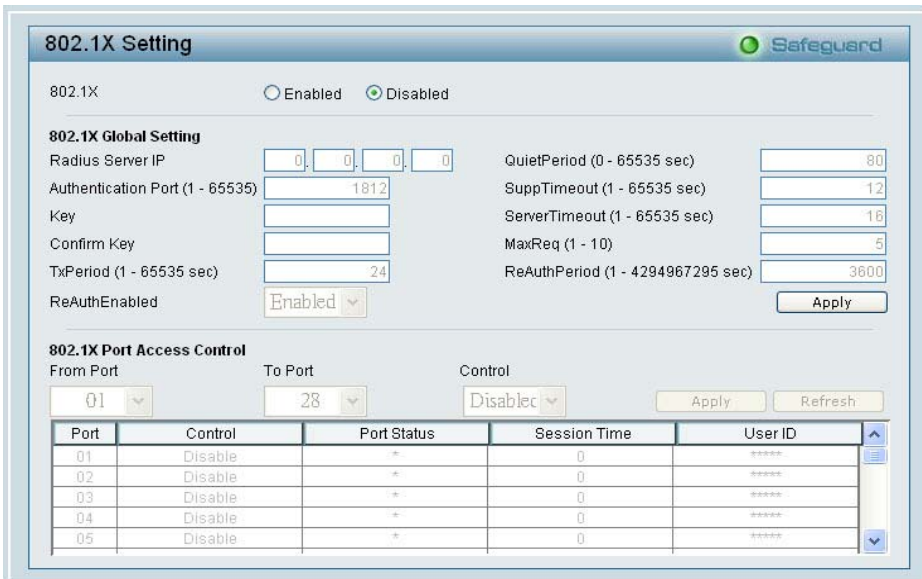 802.1X Setting Safeguard
802.1X Enabled Disabled
802.1X Global Setting
Radius Server IP 0. 0. 0. 0 QuietPeriod (0 - 65535 sec) 80
Authentication Port (1 - 65535) 1812 SuppTimeout (1 - 65535 sec) 12
Key ServerTimeout (1 - 65535 sec) 16
Confirm Key MaxReq (1 - 10) 5
TxPeriod (1 - 65535 sec) 24 ReAuthPeriod (1 - 4294967295 sec) 3600
ReAuthEnabled Enabled Apply
802.1X Port Access Control
From Port To Port Control
01 28 Disabled Apply Refresh
Port Control Port Status Session Time User ID
01 Disable * 0 *****
02 Disable * 0 *****
03 Disable * 0 *****
04 Disable * 0 *****
05 Disable * 0 *****